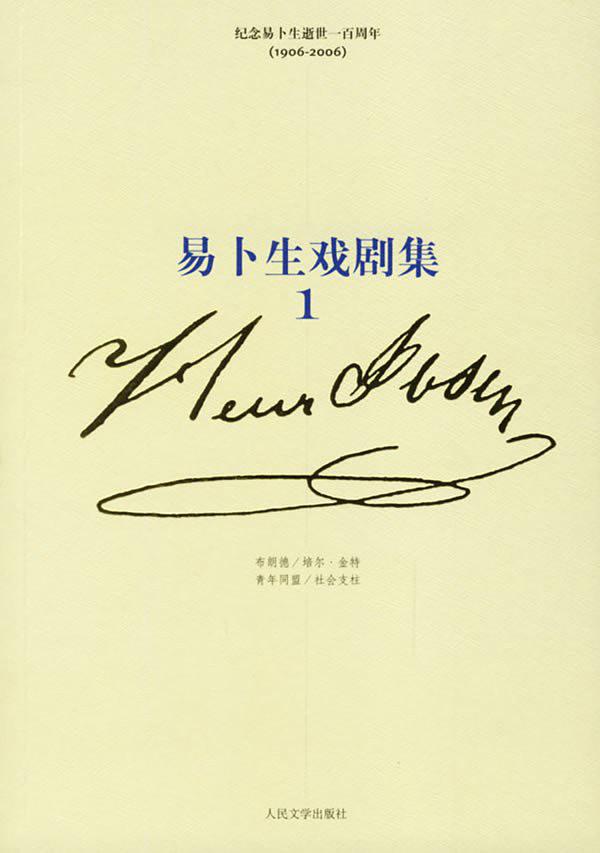 纪念易卜生逝世一百周年
(1906-2006)
易卜生戏剧集
1
Henrik Ibsen
布朗德／培尔·金特
青年同盟／社会支柱
人民文学出版社